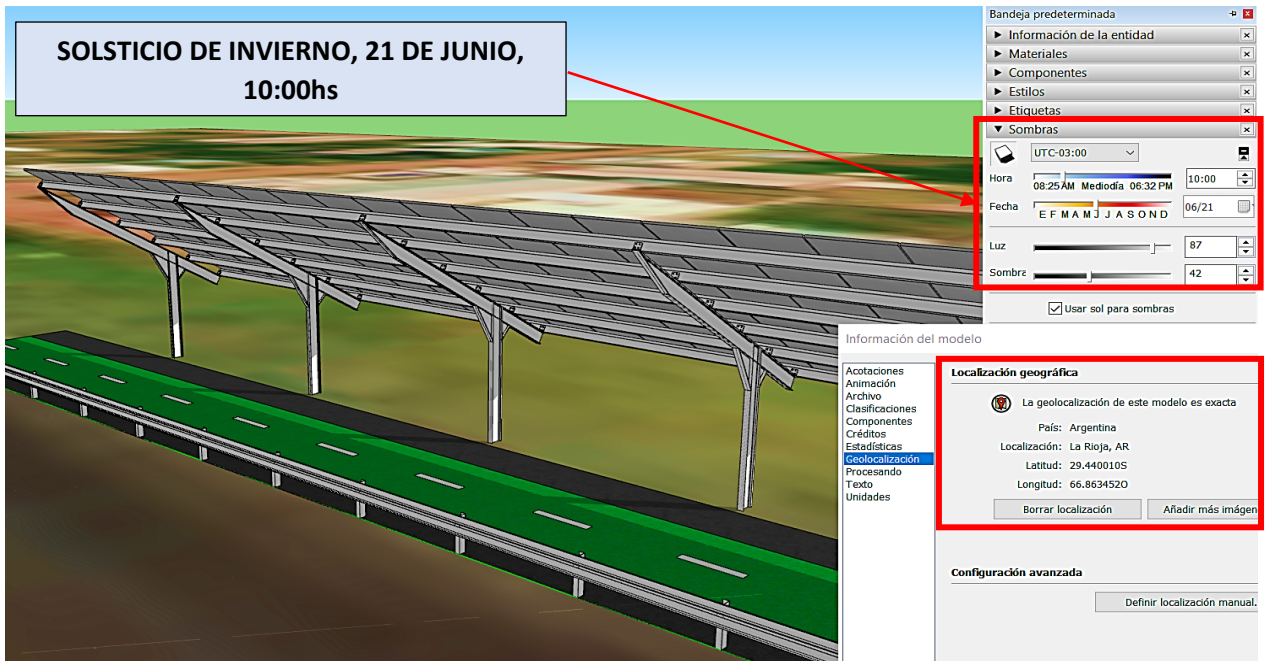 SOLSTICIO DE INVIERNO, 21 DE JUNIO,
10:00hs
Bandeja predeterminada
Información de la entidad
Materiales
Componentes
Estilos
Etiquetas
Sombras
UTC-03:00
Hora
08:25 AM Mediodía 06:32 PM
10:00
Fecha
E F M A M J J A S O N D
06/21
Luz
87
Sombra
42
Usar sol para sombras
Información del modelo
Acotaciones
Animación
Archivo
Clasificaciones
Componentes
Créditos
Estadísticas
Geolocalización
Procesando
Texto
Unidades
Localización geográfica
La geolocalización de este modelo es exacta
País: Argentina
Localización: La Rioja, AR
Latitud: 29.440010S
Longitud: 66.863452O
Borrar localización
Añadir más imágen
Configuración avanzada
Definir localización manual.